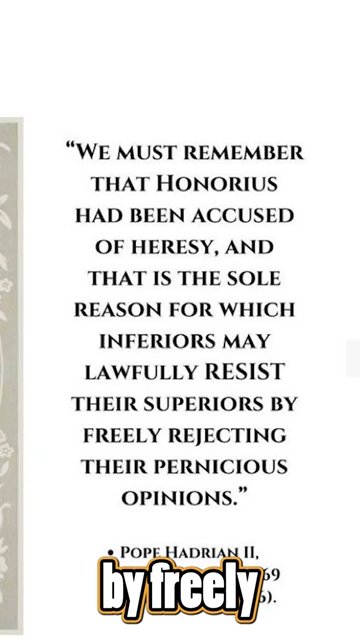 “We must remember
that Honorius
had been accused
of heresy, and
that is the sole
reason for which
inferiors may
lawfully RESIST
their superiors by
freely rejecting
their pernicious
opinions.”
• Pope Hadrian II,
69
by freely
).